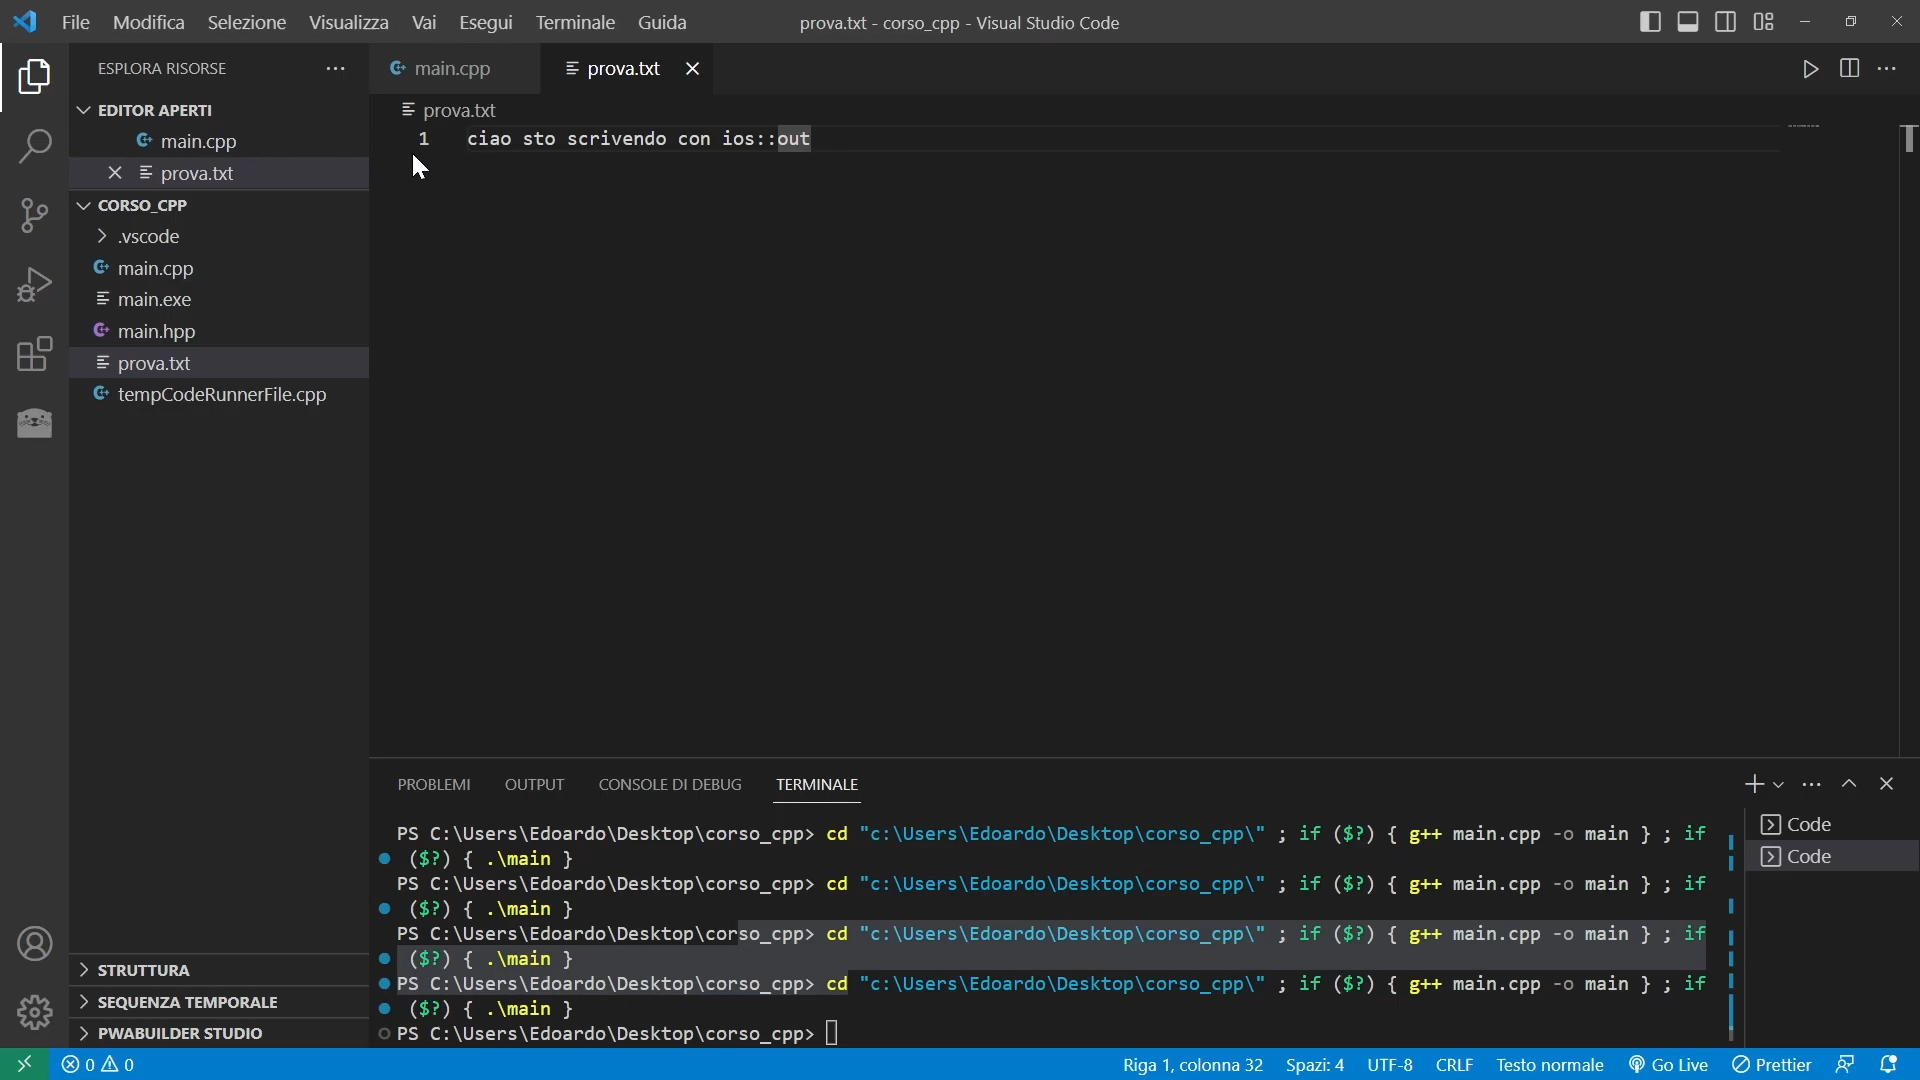 File Modifica Selezione Visualizza Vai Esegui Terminale Guida
prova.txt - corso_cpp - Visual Studio Code
ESPLORA RISORSE
EDITOR APERTI
main.cpp
prova.txt
CORSO_CPP
.vscode
main.cpp
main.exe
main.hpp
prova.txt
tempCodeRunnerFile.cpp
STRUTTURA
SEQUENZA TEMPORALE
PWABUILDER STUDIO
main.cpp
prova.txt
prova.txt
1 ciao sto scrivendo con ios::out
PROBLEMI OUTPUT CONSOLE DI DEBUG TERMINALE
PS C:\Users\Edoardo\Desktop\corso_cpp> cd "c:\Users\Edoardo\Desktop\corso_cpp\" ; if ($?) { g++ main.cpp -o main } ; if
($?) { .\main }
PS C:\Users\Edoardo\Desktop\corso_cpp> cd "c:\Users\Edoardo\Desktop\corso_cpp\" ; if ($?) { g++ main.cpp -o main } ; if
($?) { .\main }
PS C:\Users\Edoardo\Desktop\corso_cpp> cd "c:\Users\Edoardo\Desktop\corso_cpp\" ; if ($?) { g++ main.cpp -o main } ; if
($?) { .\main }
PS C:\Users\Edoardo\Desktop\corso_cpp> cd "c:\Users\Edoardo\Desktop\corso_cpp\" ; if ($?) { g++ main.cpp -o main } ; if
($?) { .\main }
PS C:\Users\Edoardo\Desktop\corso_cpp>
Code
Code
0 0
Riga 1, colonna 32 Spazi: 4 UTF-8 CRLF Testo normale Go Live Prettier